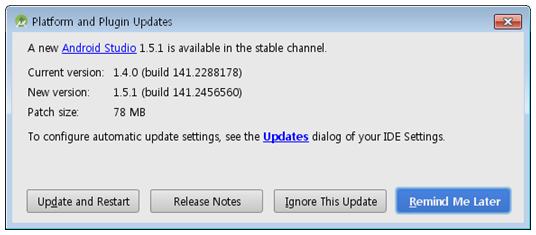 Platform and Plugin Updates
A new Android Studio 1.5.1 is available in the stable channel.
Current version: 1.4.0 (build 141.2288178)
New version: 1.5.1 (build 141.2456560)
Patch size: 78 MB
To configure automatic update settings, see the Updates dialog of your IDE Settings.
Update and Restart Release Notes Ignore This Update Remind Me Later